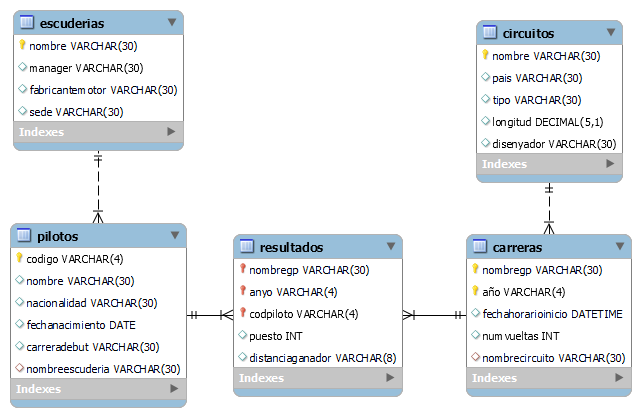 escuderias
nombre VARCHAR(30)
manager VARCHAR(30)
fabricantemotor VARCHAR(30)
sede VARCHAR(30)
Indexes
circuitos
nombre VARCHAR(30)
pais VARCHAR(30)
tipo VARCHAR(30)
longitud DECIMAL(5,1)
disenyador VARCHAR(30)
Indexes
pilotos
codigo VARCHAR(4)
nombre VARCHAR(30)
nacionalidad VARCHAR(30)
fechanacimiento DATE
carreradebut VARCHAR(30)
nombreescuderia VARCHAR(30)
Indexes
resultados
nombregp VARCHAR(30)
anyo VARCHAR(4)
codpiloto VARCHAR(4)
puesto INT
distanciaganador VARCHAR(8)
Indexes
carreras
nombregp VARCHAR(30)
año VARCHAR(4)
fechahorarioinicio DATETIME
numvueltas INT
nombrecircuito VARCHAR(30)
Indexes